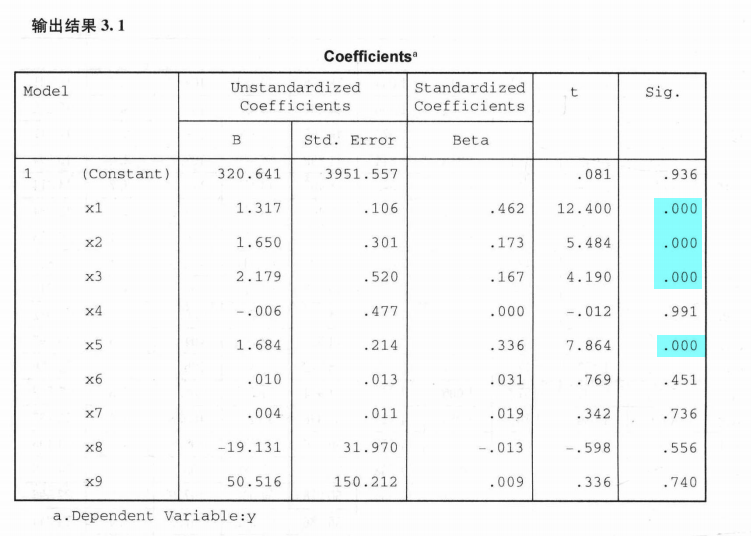 输出结果 3.1
Coefficientsᵃ
Model Unstandardized Coefficients Standardized Coefficients t Sig.
B Std. Error Beta
1 (Constant) 320.641 3951.557 .081 .936
x1 1.317 .106 .462 12.400 .000
x2 1.650 .301 .173 5.484 .000
x3 2.179 .520 .167 4.190 .000
x4 -.006 .477 .000 -.012 .991
x5 1.684 .214 .336 7.864 .000
x6 .010 .013 .031 .769 .451
x7 .004 .011 .019 .342 .736
x8 -19.131 31.970 -.013 -.598 .556
x9 50.516 150.212 .009 .336 .740
a.Dependent Variable:y